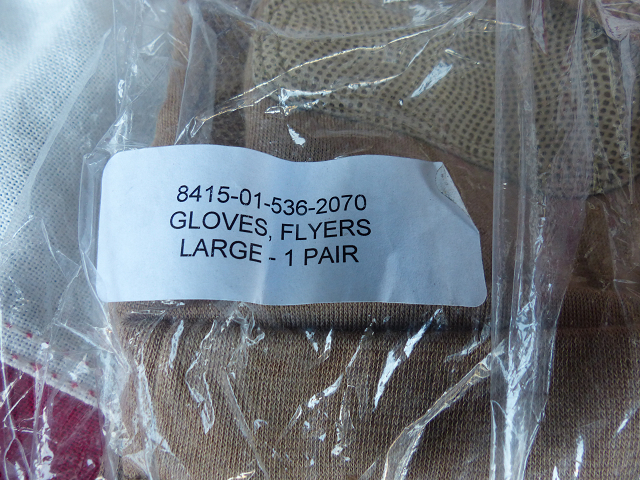 8415-01-536-2070
GLOVES, FLYERS
LARGE - 1 PAIR